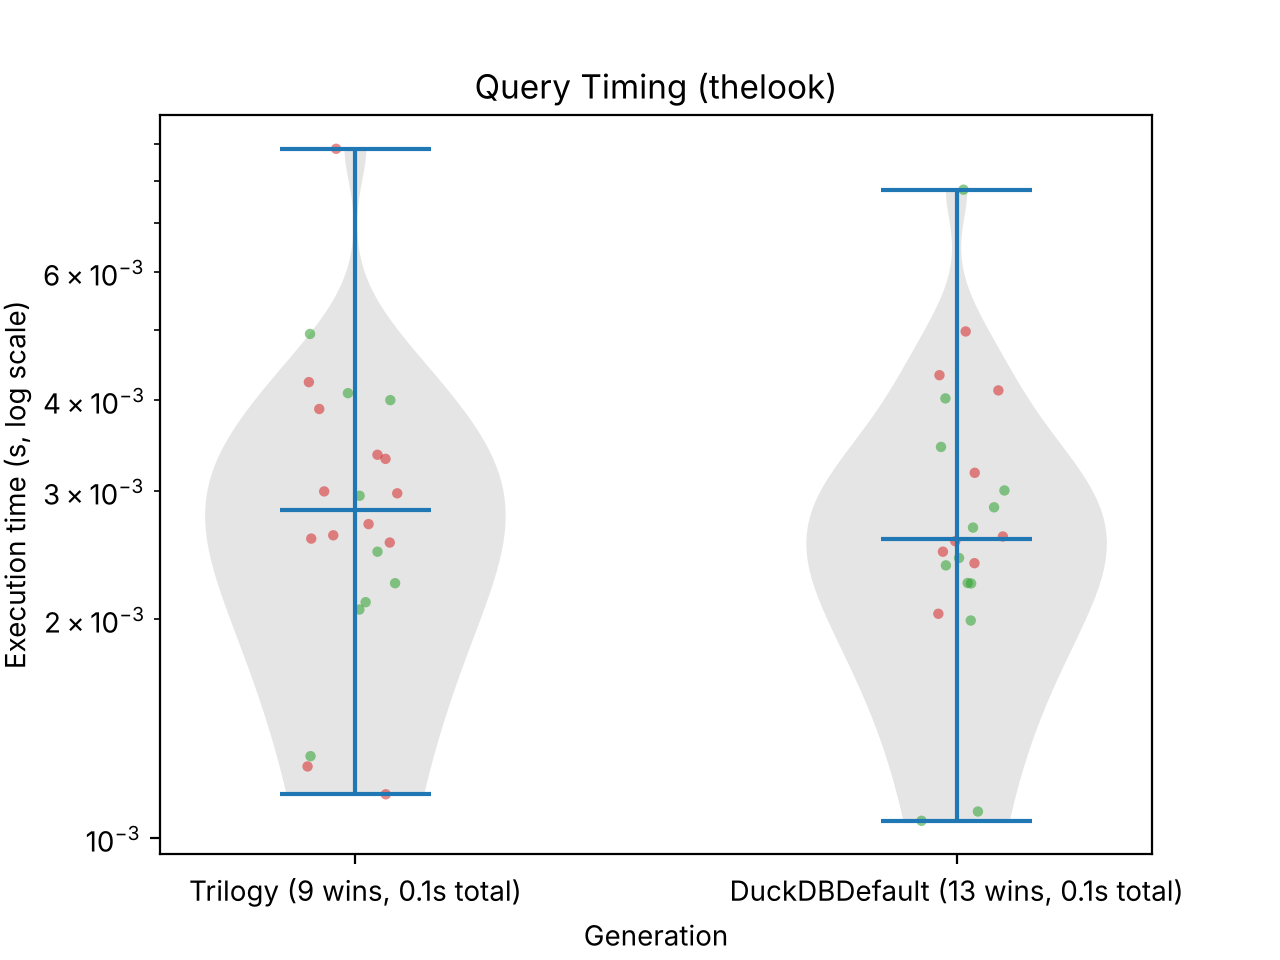 Query Timing (thelook)
Execution time (s, log scale)
6 × 10⁻³
4 × 10⁻³
3 × 10⁻³
2 × 10⁻³
10⁻³
Trilogy (9 wins, 0.1s total)
DuckDBDefault (13 wins, 0.1s total)
Generation